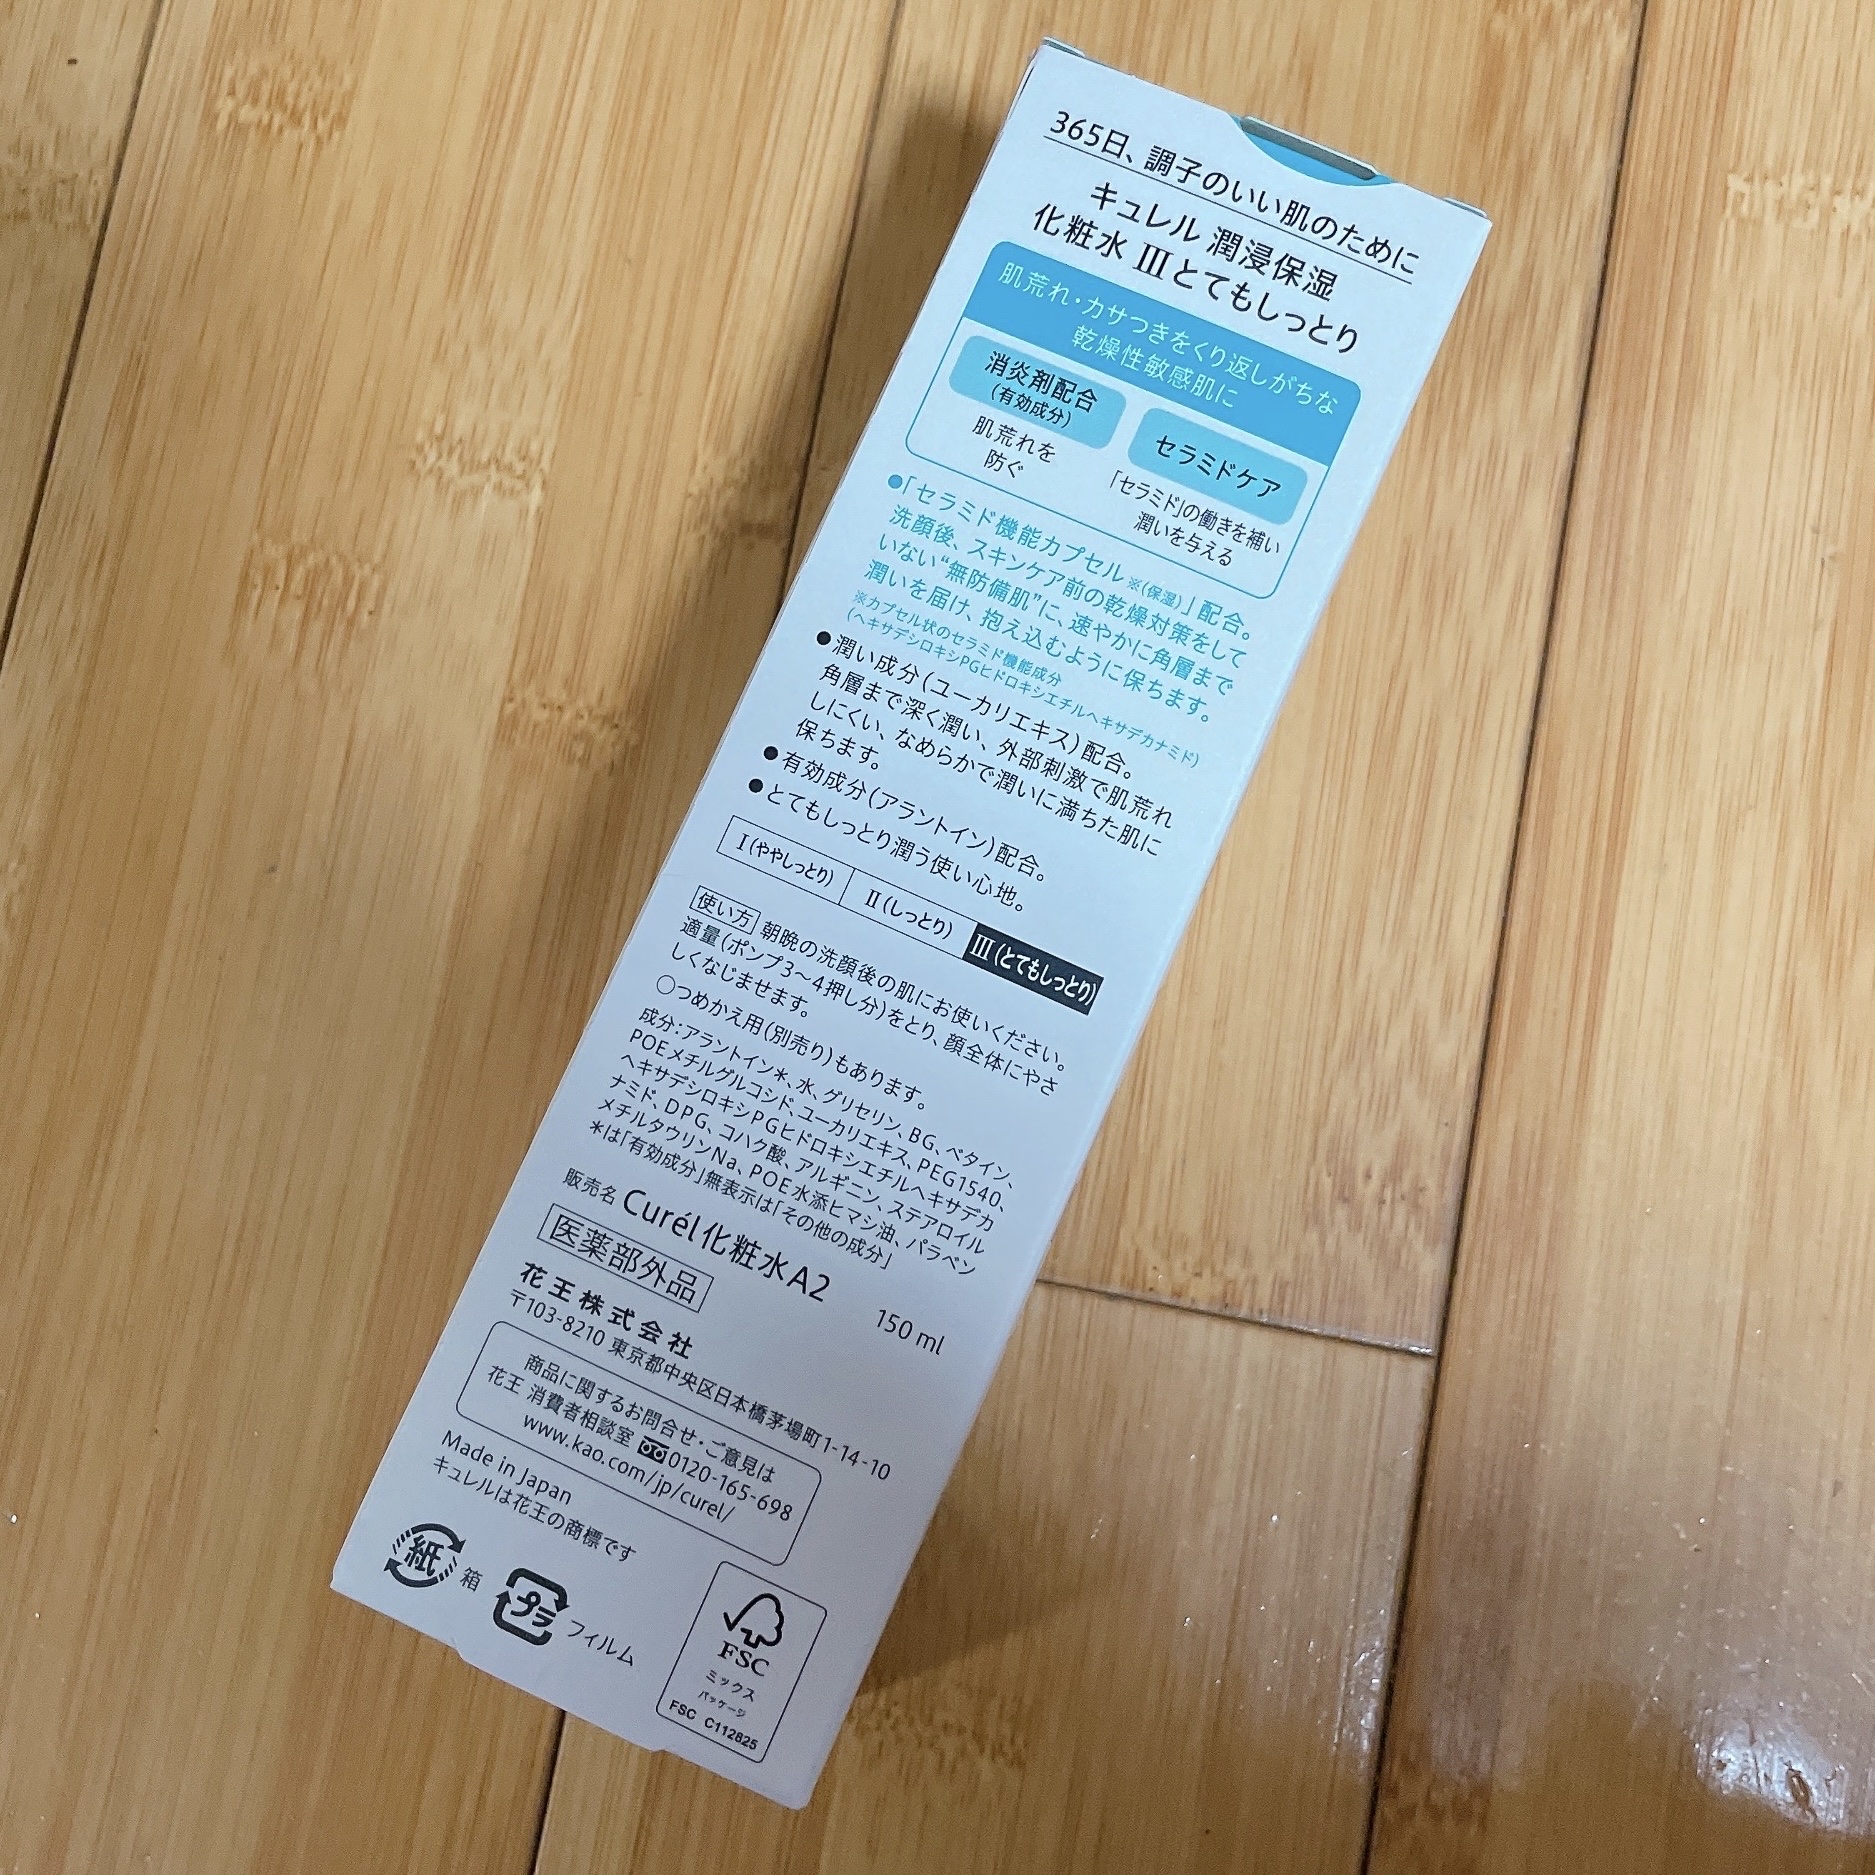 365日、調子のいい肌のために
キュレル 潤浸保湿
化粧水 III とてもしっとり
肌荒れ・カサつきをくり返しがちな
乾燥性敏感肌に
消炎剤配合
(有効成分)
肌荒れを
防ぐ
セラミドケア
「セラミド」の働きを補い
潤いを与える
●「セラミド機能カプセル※(保湿)」配合。
洗顔後、スキンケア前の乾燥対策をして
いない“無防備肌”に、速やかに角層まで
潤いを届け、抱え込むように保ちます。
※カプセル状のセラミド機能成分
(ヘキサデシロキシPGヒドロキシエチルヘキサデカナミド)
●潤い成分(ユーカリエキス)配合。
角層まで深く潤い、外部刺激で肌荒れ
しにくい、なめらかで潤いに満ちた肌に
保ちます。
●有効成分(アラントイン)配合。
●とてもしっとり潤う使い心地。
I (ややしっとり) II (しっとり) III (とてもしっとり)
使い方 朝晩の洗顔後の肌にお使いください。
適量(ポンプ3~4押し分)をとり、顔全体にやさ
しくなじませます。
○つめかえ用(別売り)もあります。
成分:アラントイン*、水、グリセリン、BG、ベタイン、
POEメチルグルコシド、ユーカリエキス、PEG1540、
ヘキサデシロキシPGヒドロキシエチルヘキサデカ
ナミド、DPG、コハク酸、アルギニン、ステアロイル
メチルタウリンNa、POE水添ヒマシ油、パラベン
*は「有効成分」無表示は「その他の成分」
販売名 Curél 化粧水A2
医薬部外品
150 ml
花王株式会社
〒103-8210 東京都中央区日本橋茅場町1-14-10
商品に関するお問合せ・ご意見は
花王 消費者相談室 0120-165-698
www.kao.com/jp/curel/
Made in Japan
キュレルは花王の商標です
紙 箱
プラ フィルム
FSC
ミックス
パッケージ
FSC C112825